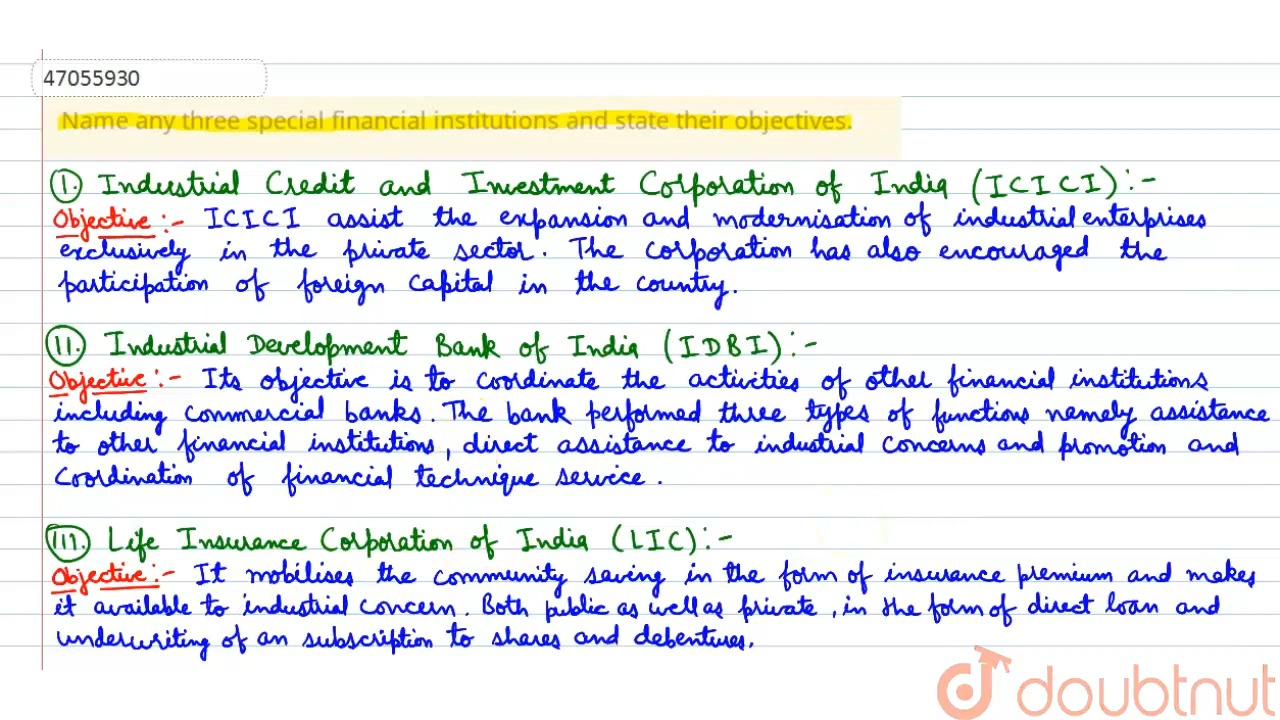 47055930
Name any three special financial institutions and state their objectives.
I. Industrial Credit and Investment Corporation of India (ICICI):-
Objective:- ICICI assist the expansion and modernisation of industrial enterprises
exclusively in the private sector. The corporation has also encouraged the
participation of foreign capital in the country.
II. Industrial Development Bank of India (IDBI):-
Objective:- Its objective is to coordinate the activities of other financial institutions
including commercial banks. The bank performed three types of functions namely assistance
to other financial institutions, direct assistance to industrial concerns and promotion and
coordination of financial technique service.
III. Life Insurance Corporation of India (LIC):-
Objective:- It mobilises the community saving in the form of insurance premium and makes
it available to industrial concern. Both public as well as private, in the form of direct loan and
underwriting of an subscription to shares and debentures.
doubtnut